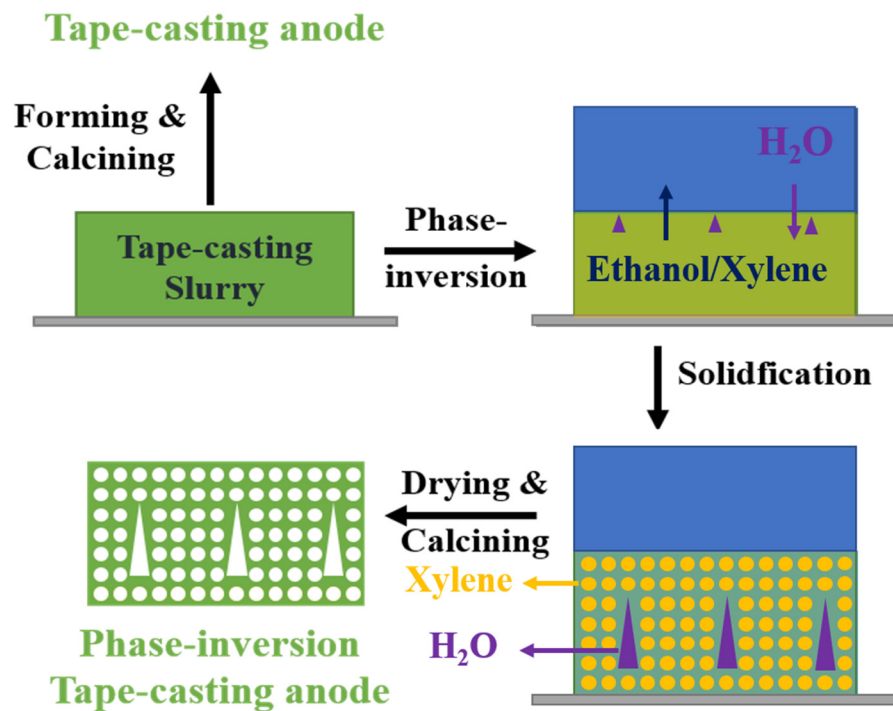 Tape-casting anode
Forming &
Calcining
Tape-casting
Slurry
Phase-
inversion
H₂O
Ethanol/Xylene
Solidfication
Drying &
Calcining
Xylene
H₂O
Phase-inversion
Tape-casting anode